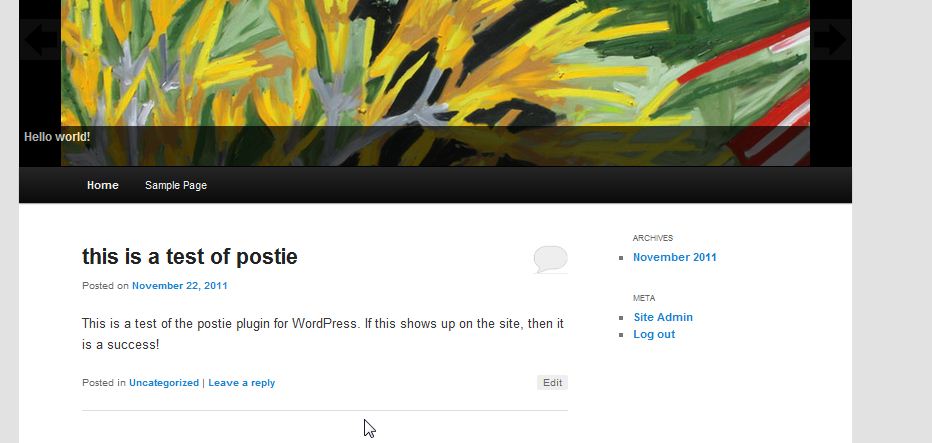 Hello world!
Home Sample Page
this is a test of postie
Posted on November 22, 2011
This is a test of the postie plugin for WordPress. If this shows up on the site, then it
is a success!
Posted in Uncategorized | Leave a reply
Edit
ARCHIVES
November 2011
META
Site Admin
Log out